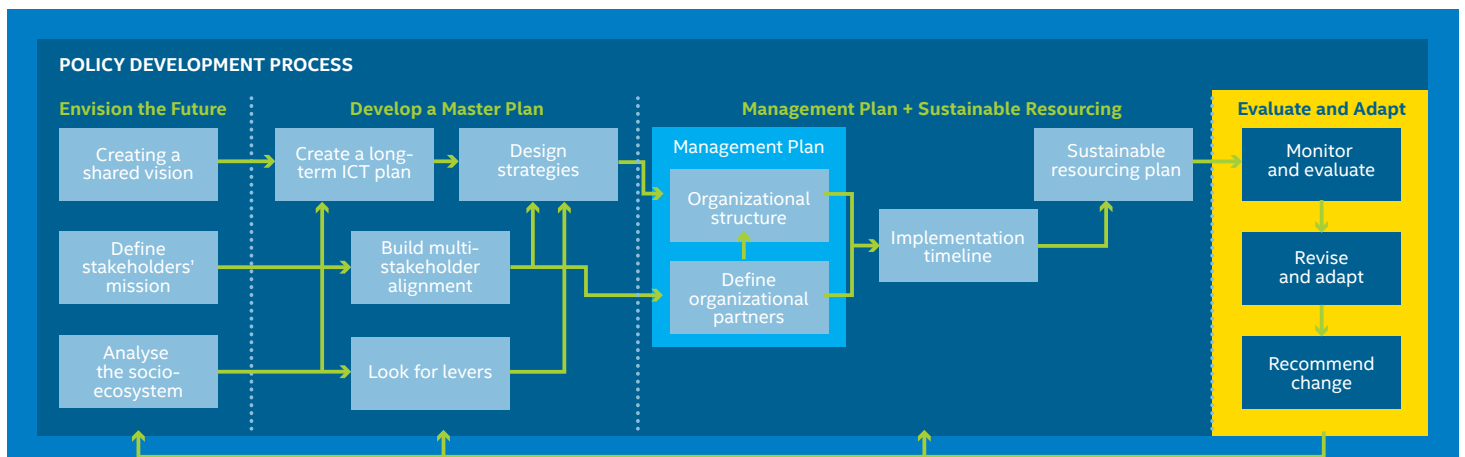 POLICY DEVELOPMENT PROCESS
Envision the Future
Creating a
shared vision
Define
stakeholders'
mission
Analyse
the socio-
ecosystem
Develop a Master Plan
Create a long-
term ICT plan
Design
strategies
Build multi-
stakeholder
alignment
Look for levers
Management Plan + Sustainable Resourcing
Management Plan
Organizational
structure
Define
organizational
partners
Implementation
timeline
Sustainable
resourcing plan
Evaluate and Adapt
Monitor
and evaluate
Revise
and adapt
Recommend
change